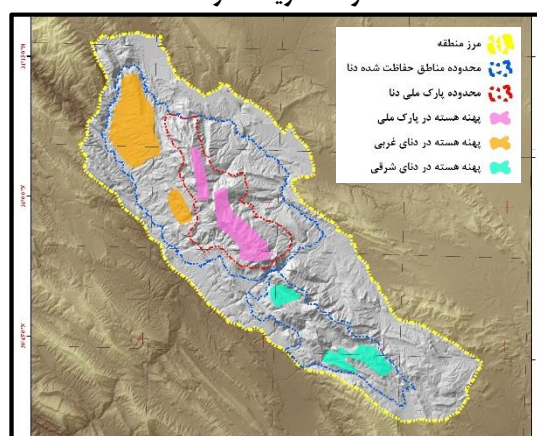 مرز منطقه
محدوده مناطق حفاظت شده دنا
محدوده پارک ملی دنا
پهنه هسته در پارک ملی
پهنه هسته در دنای غربی
پهنه هسته در دنای شرقی